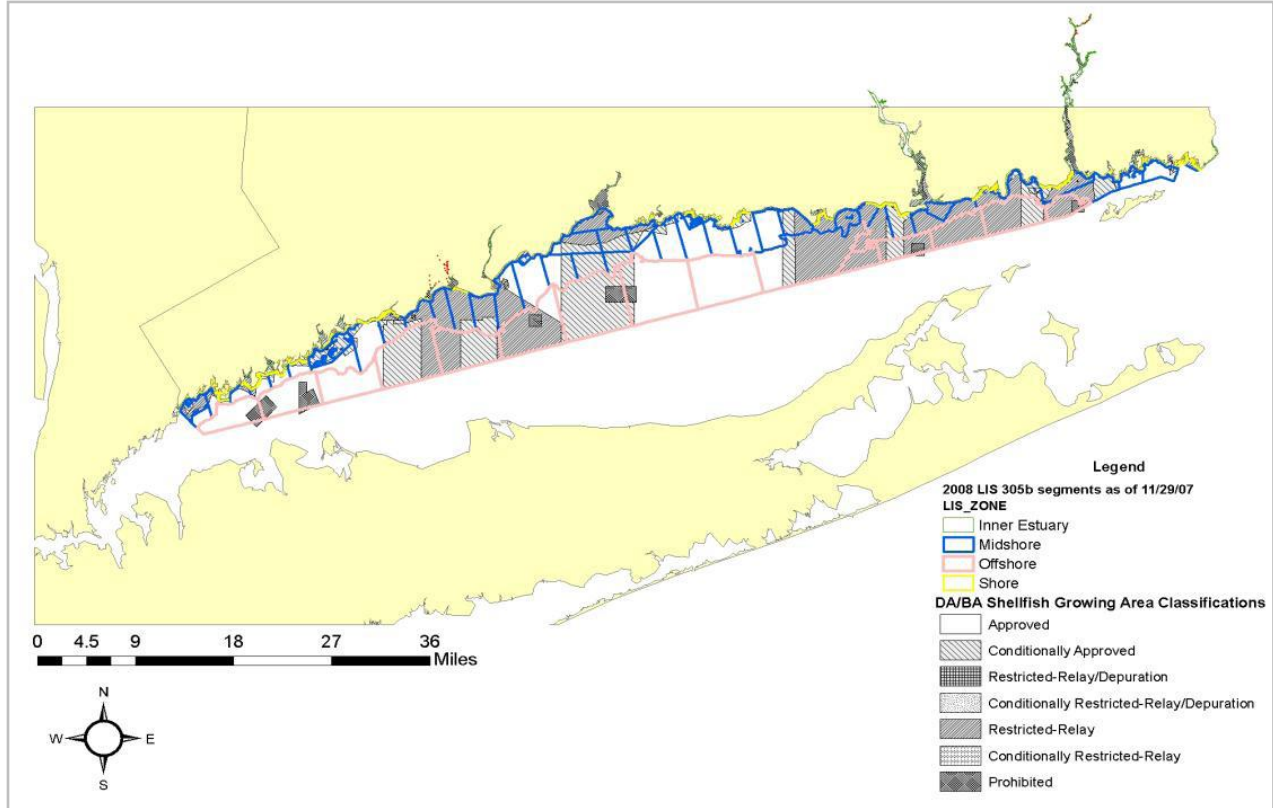 Legend
2008 LIS 305b segments as of 11/29/07
LIS_ZONE
Inner Estuary
Midshore
Offshore
Shore
DA/BA Shellfish Growing Area Classifications
Approved
Conditionally Approved
Restricted-Relay/Depuration
Conditionally Restricted-Relay/Depuration
Restricted-Relay
Conditionally Restricted-Relay
Prohibited
0 4.5 9 18 27 36
Miles
N
W E
S